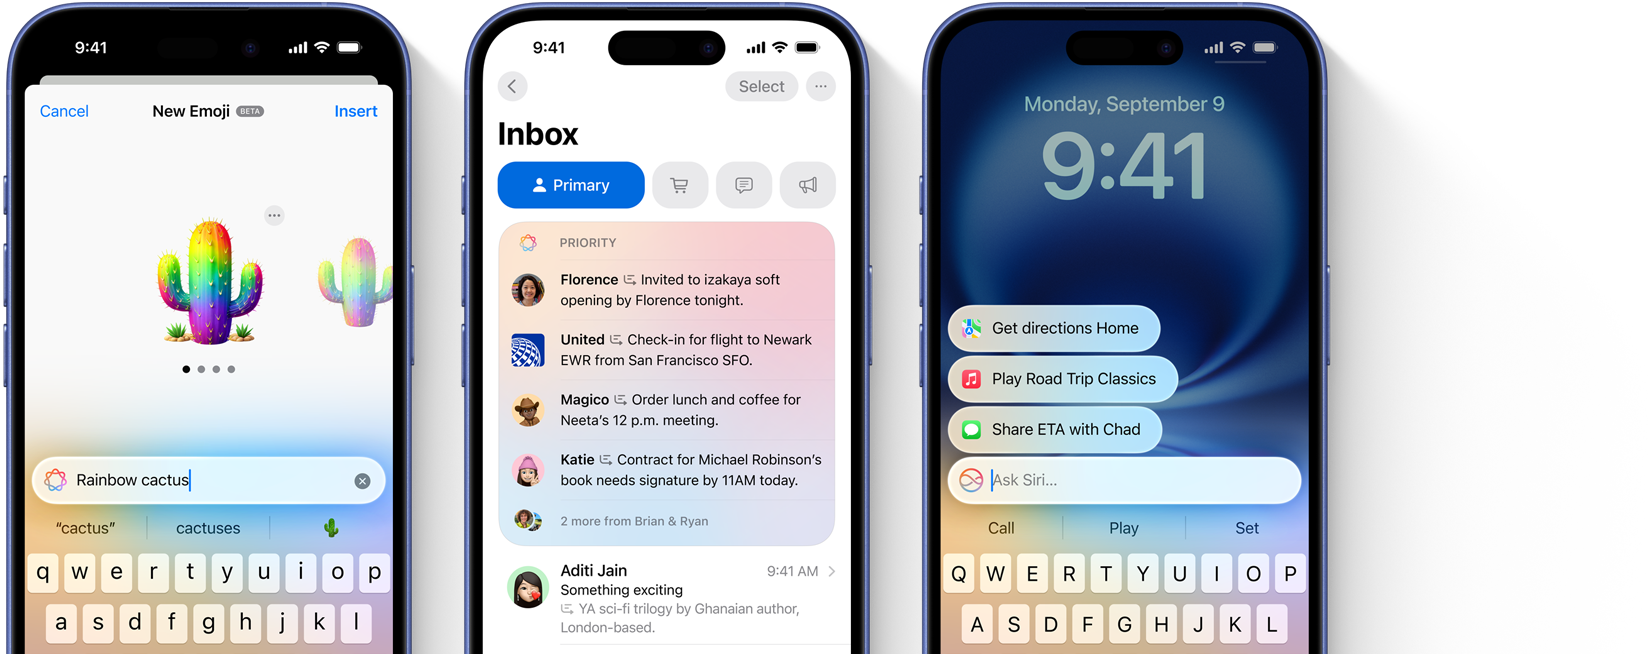 9:41
Cancel
New Emoji BETA
Insert
Rainbow cactus
“cactus”
cactuses
q w e r t y u i o p
a s d f g h j k l
9:41
Select
Inbox
Primary
PRIORITY
Florence Invited to izakaya soft
opening by Florence tonight.
United Check-in for flight to Newark
EWR from San Francisco SFO.
Magico Order lunch and coffee for
Neeta’s 12 p.m. meeting.
Katie Contract for Michael Robinson’s
book needs signature by 11AM today.
2 more from Brian & Ryan
Aditi Jain 9:41 AM
Something exciting
YA sci-fi trilogy by Ghanaian author,
London-based.
Monday, September 9
9:41
Get directions Home
Play Road Trip Classics
Share ETA with Chad
Ask Siri...
Call
Play
Set
Q W E R T Y U I O P
A S D F G H J K L